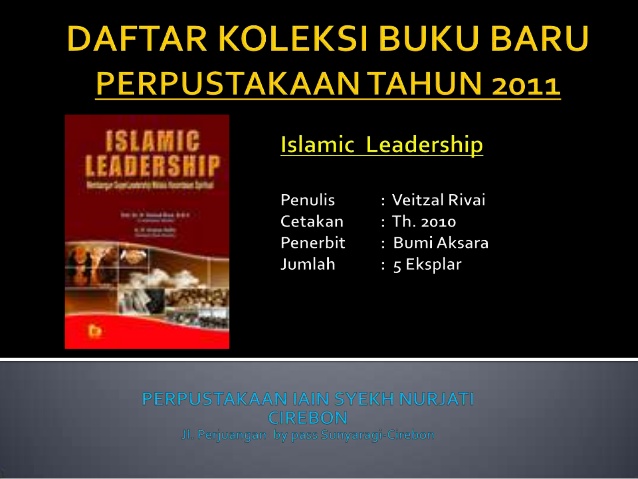 DAFTAR KOLEKSI BUKU BARU
PERPUSTAKAAN TAHUN 2011
ISLAMIC
LEADERSHIP
Membangun SuperLeadership Melalui Kecerdasan Spiritual
Islamic Leadership
Penulis : Veitzal Rivai
Cetakan : Th. 2010
Penerbit : Bumi Aksara
Jumlah : 5 Eksplar
PERPUSTAKAAN IAIN SYEKH NURJATI
CIREBON
Jl. Perjuangan by pass Sunyaragi-Cirebon